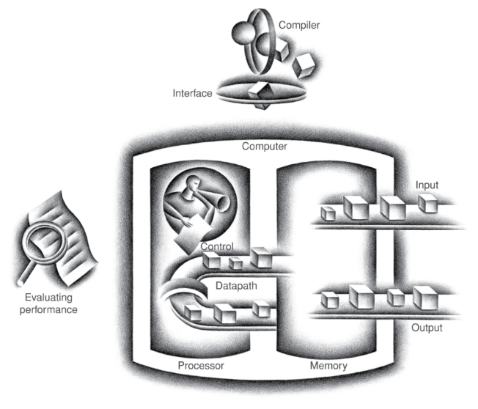 Compiler
Interface
Computer
Input
Control
Datapath
Evaluating
performance
Output
Processor
Memory